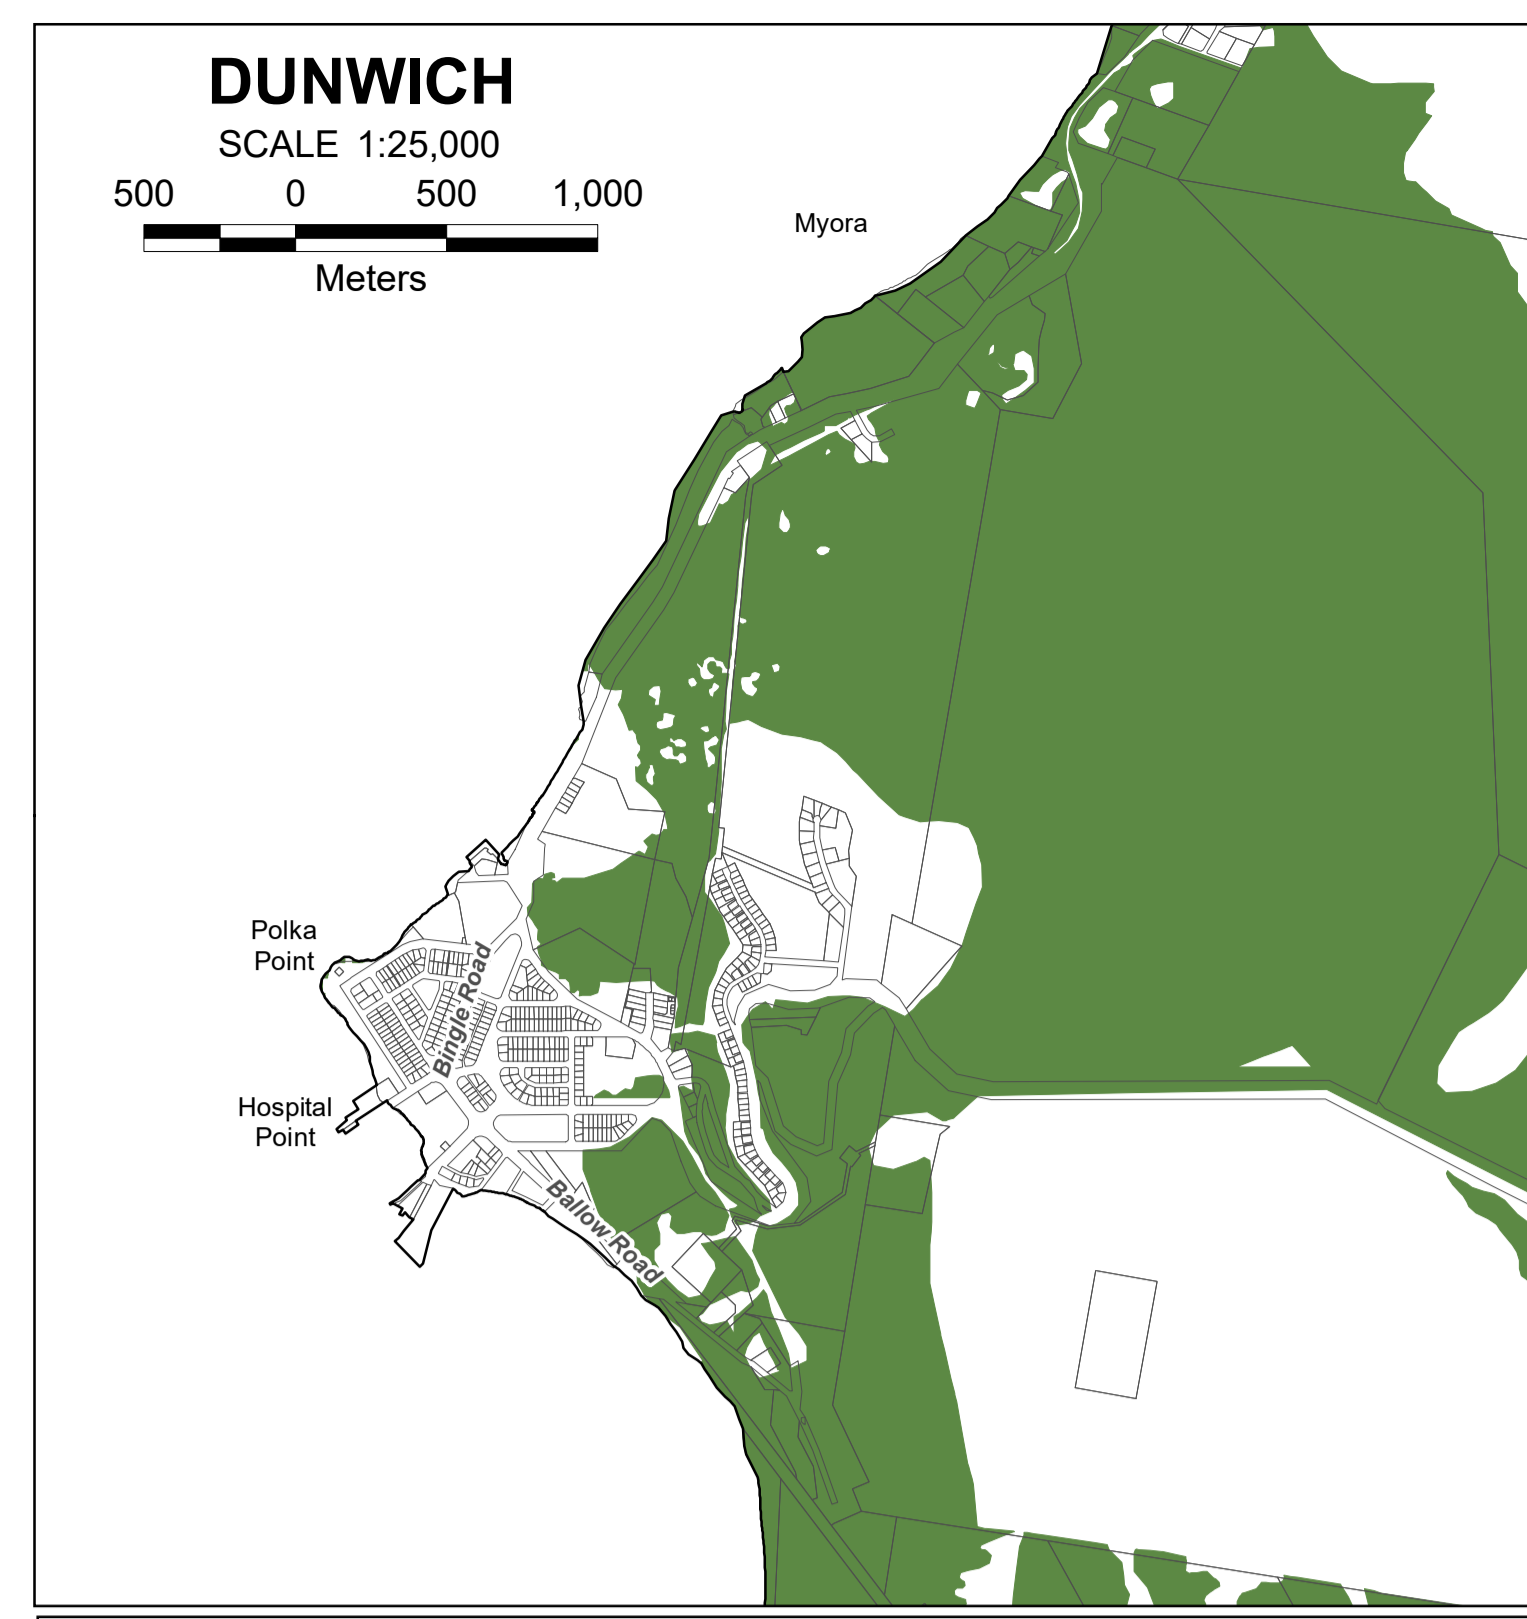 DUNWICH
SCALE 1:25,000
500 0 500 1,000
Meters
Myora
Polka
Point
Bingle Road
Hospital
Point
Ballow Road